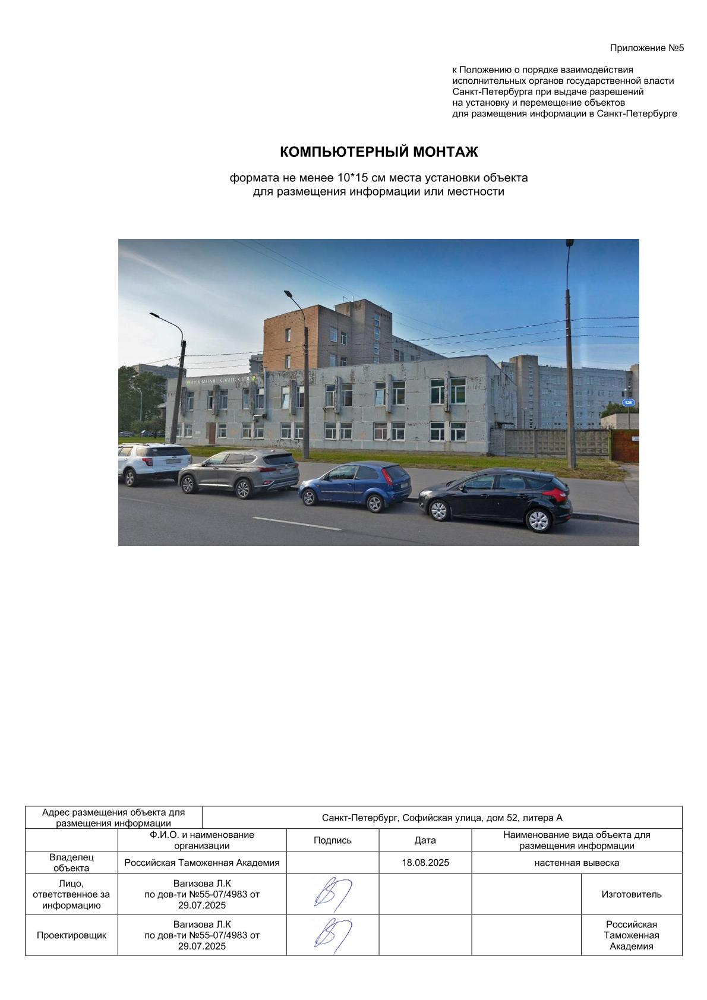 Приложение №5
к Положению о порядке взаимодействия
исполнительных органов государственной власти
Санкт-Петербурга при выдаче разрешений
на установку и перемещение объектов
для размещения информации в Санкт-Петербурге
КОМПЬЮТЕРНЫЙ МОНТАЖ
формата не менее 10*15 см места установки объекта
для размещения информации или местности
ПРИЕМНАЯ КОМИССИЯ
52В
Адрес размещения объекта для
размещения информации
Санкт-Петербург, Софийская улица, дом 52, литера А
Ф.И.О. и наименование
организации
Подпись
Дата
Наименование вида объекта для
размещения информации
Владелец
объекта
Российская Таможенная Академия
18.08.2025
настенная вывеска
Лицо,
ответственное за
информацию
Вагизова Л.К
по дов-ти №55-07/4983 от
29.07.2025
Изготовитель
Проектировщик
Вагизова Л.К
по дов-ти №55-07/4983 от
29.07.2025
Российская
Таможенная
Академия